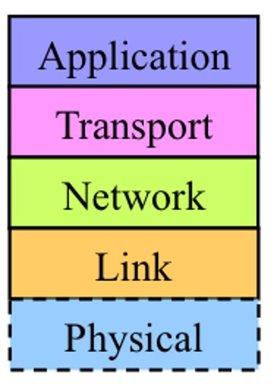 Application
Transport
Network
Link
Physical